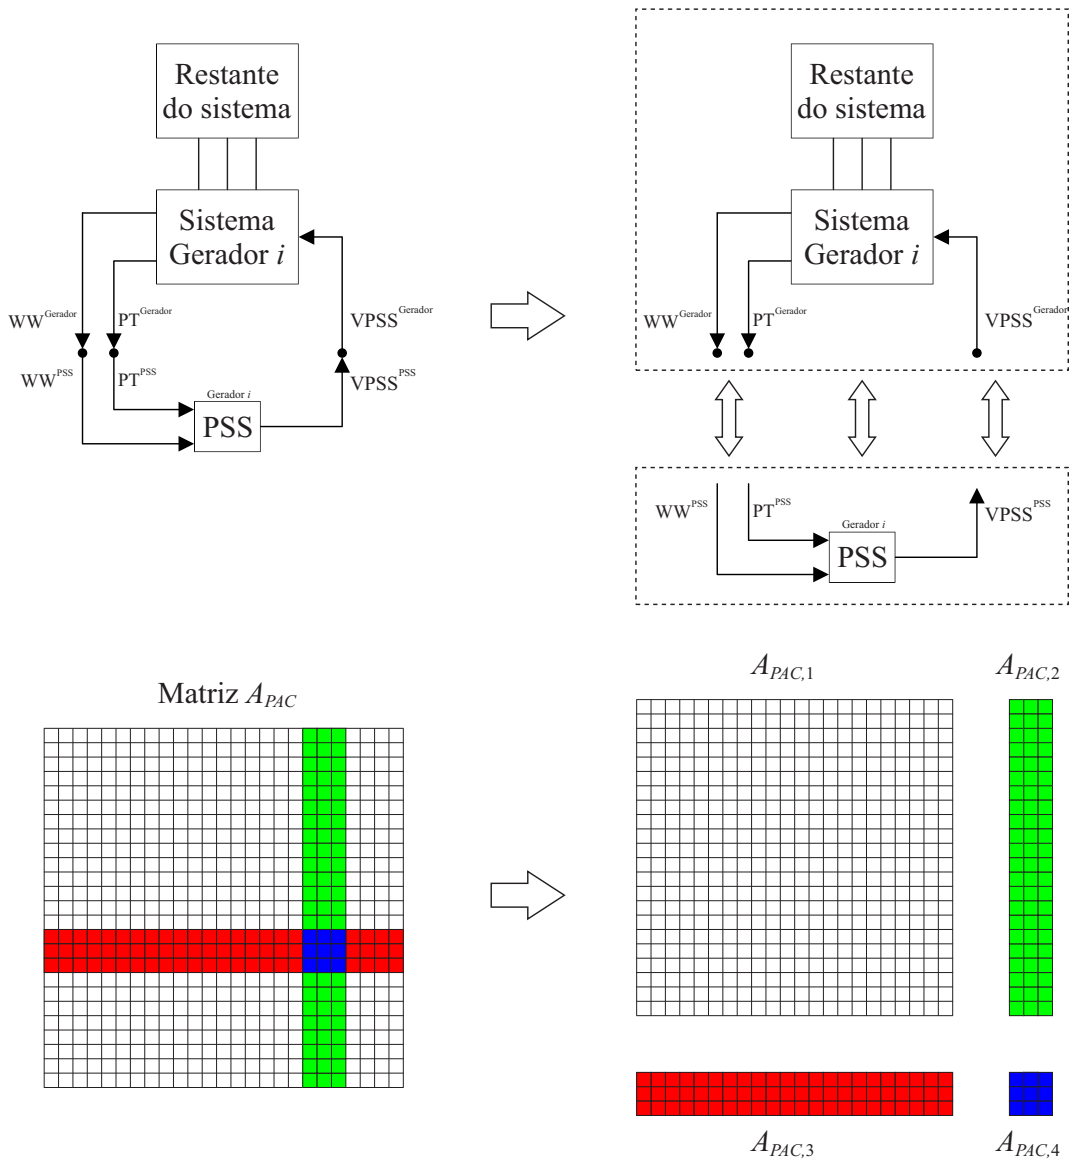 Restante
do sistema
Sistema
Gerador i
WW^Gerador
PT^Gerador
VPSS^Gerador
WW^PSS
PT^PSS
VPSS^PSS
Gerador i
PSS
Restante
do sistema
Sistema
Gerador i
WW^Gerador
PT^Gerador
VPSS^Gerador
WW^PSS
PT^PSS
VPSS^PSS
Gerador i
PSS
Matriz A_PAC
A_PAC,1
A_PAC,2
A_PAC,3
A_PAC,4